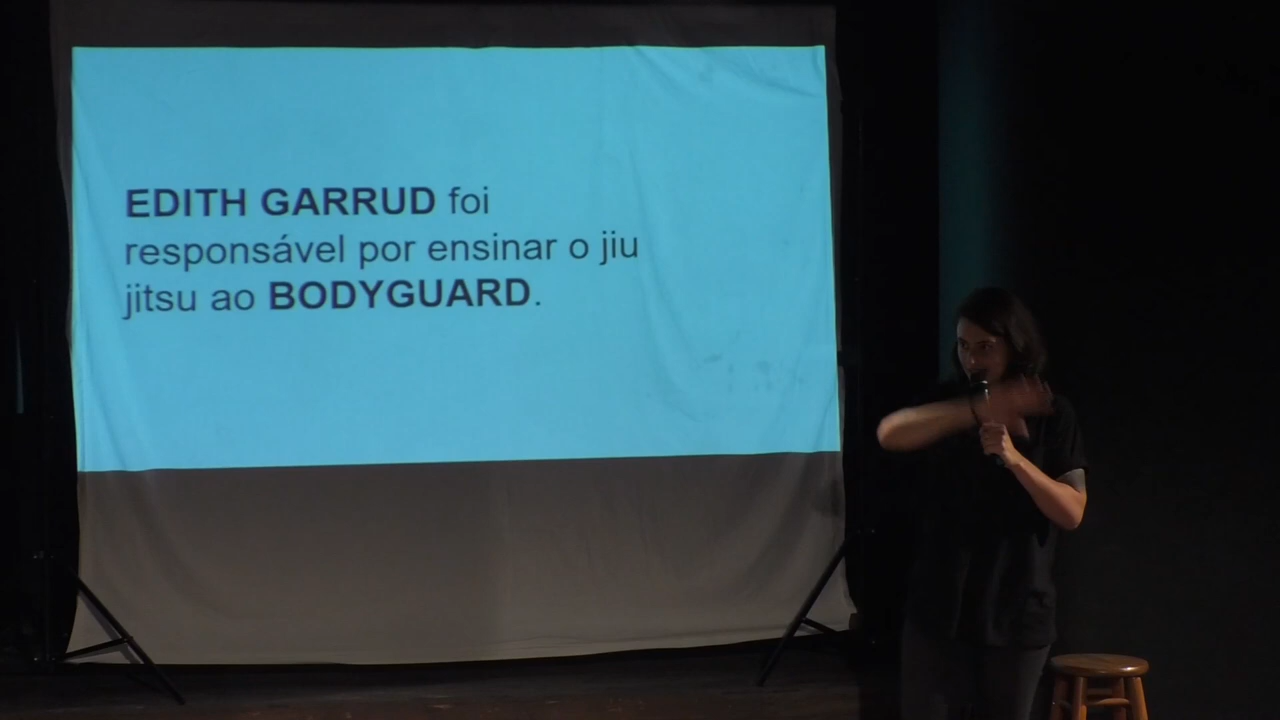 EDITH GARRUD foi
responsável por ensinar o jiu
jitsu ao BODYGUARD.